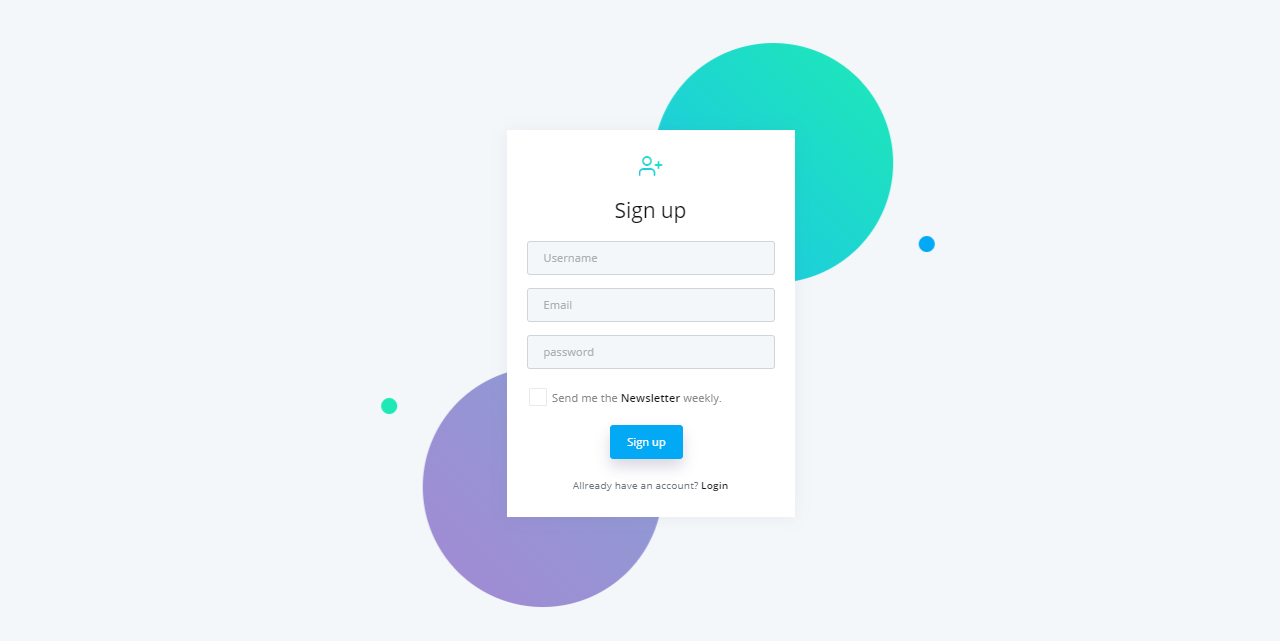 Sign up
Username
Email
password
Send me the Newsletter weekly.
Sign up
Allready have an account? Login